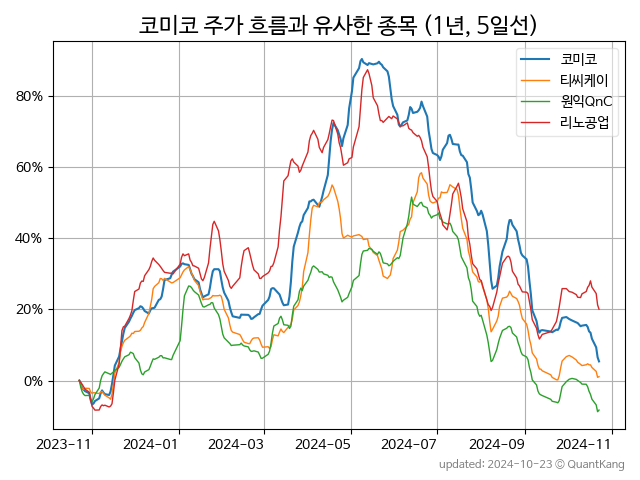 코미코 주가 흐름과 유사한 종목 (1년, 5일선)
코미코
티씨케이
원익QnC
리노공업
80%
60%
40%
20%
0%
2023-11 2024-01 2024-03 2024-05 2024-07 2024-09 2024-11
updated: 2024-10-23 © QuantKang